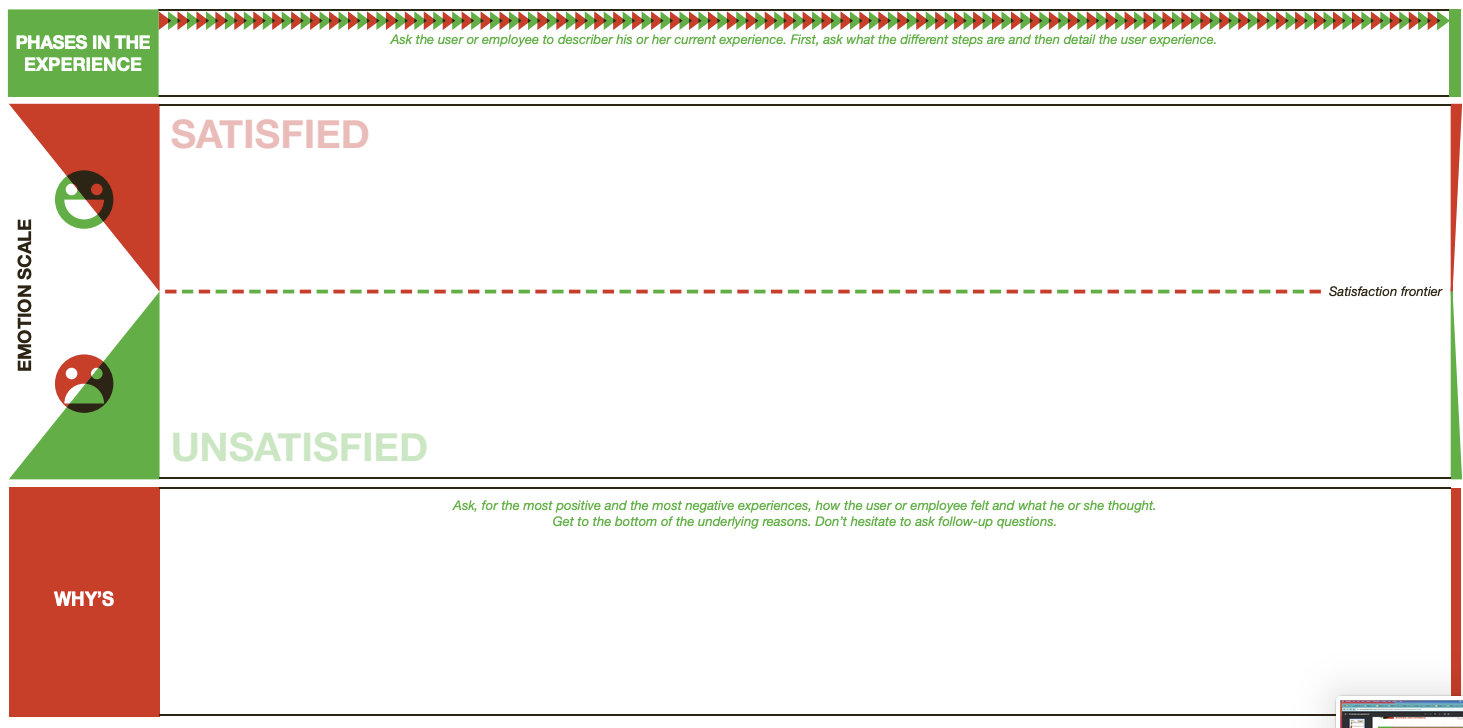 PHASES IN THE
EXPERIENCE
Ask the user or employee to describer his or her current experience. First, ask what the different steps are and then detail the user experience.
SATISFIED
EMOTION SCALE
Satisfaction frontier
UNSATISFIED
Ask, for the most positive and the most negative experiences, how the user or employee felt and what he or she thought.
Get to the bottom of the underlying reasons. Don't hesitate to ask follow-up questions.
WHY'S